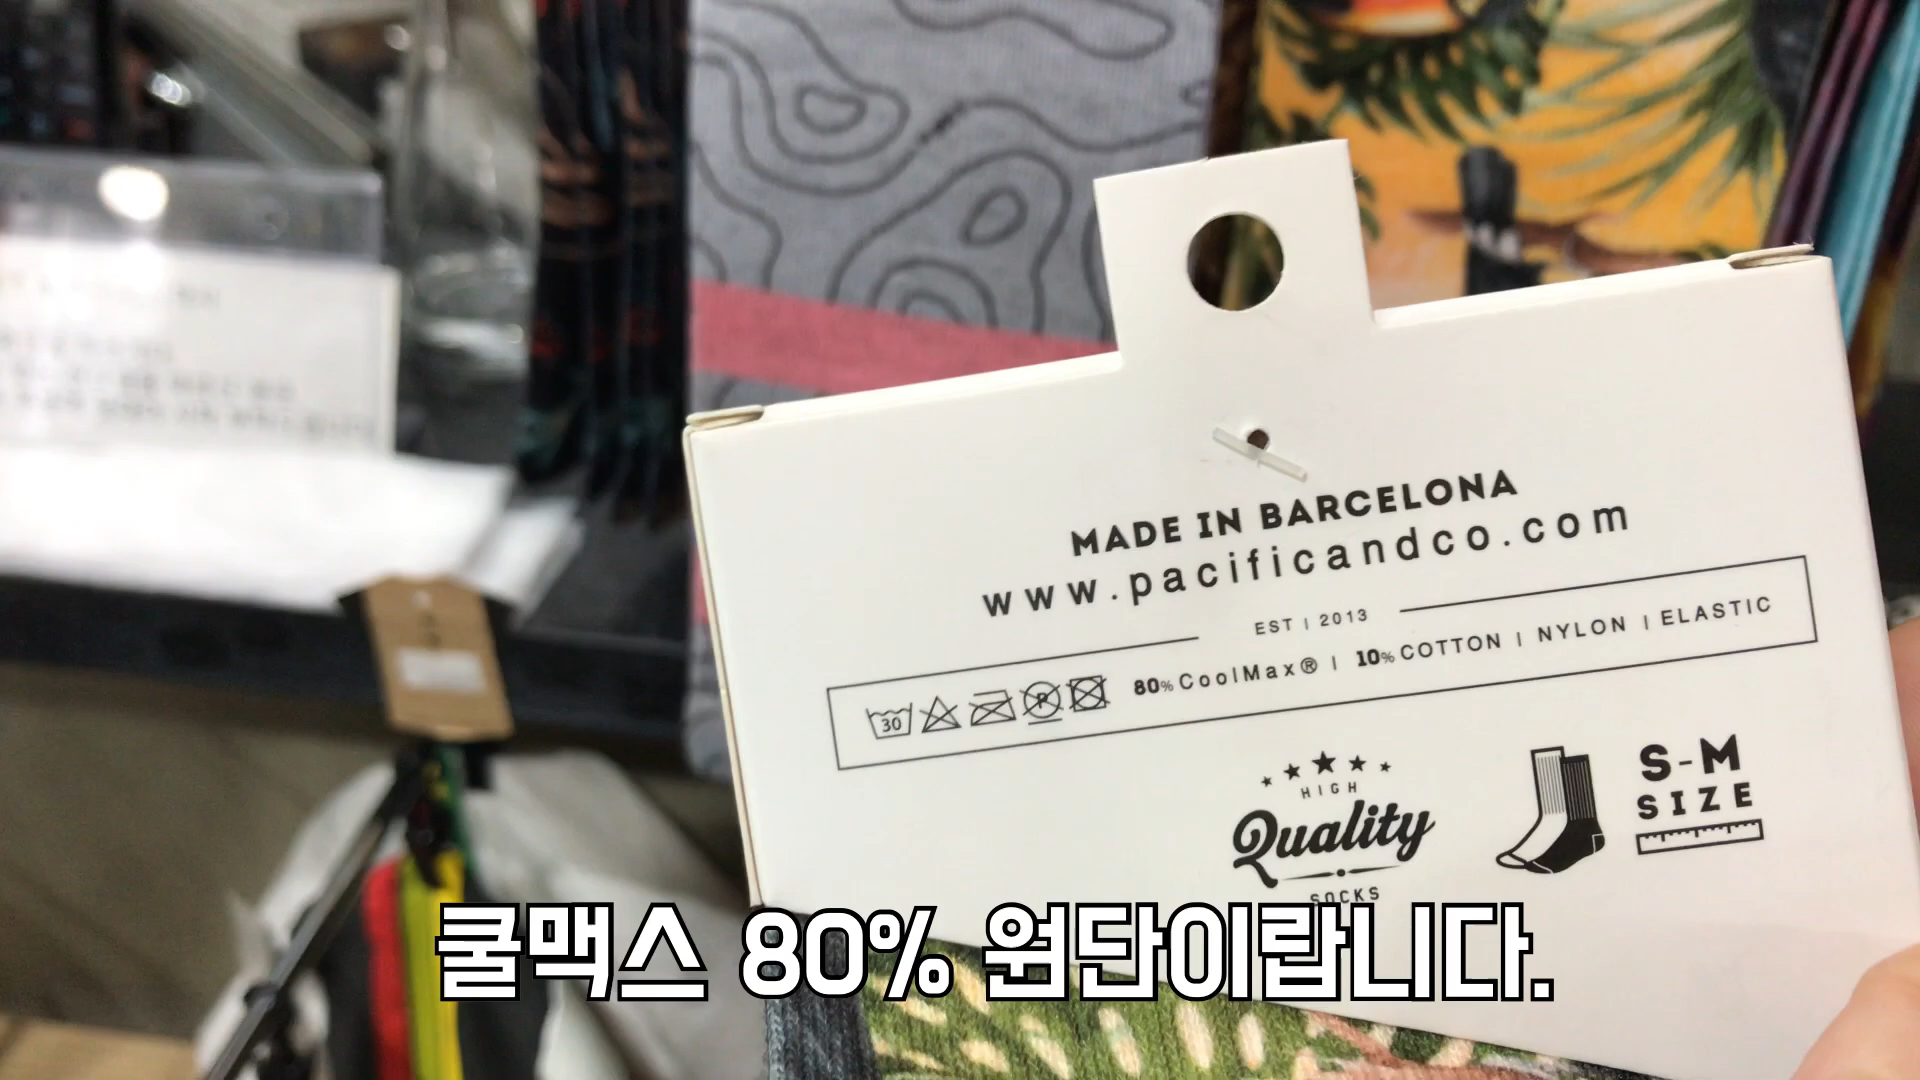 MADE IN BARCELONA
www.pacificandco.com
EST | 2013
30 P 80% CoolMax® | 10% COTTON | NYLON | ELASTIC
HIGH
Quality
SOCKS
S-M
SIZE
쿨맥스 80% 원단이랍니다.